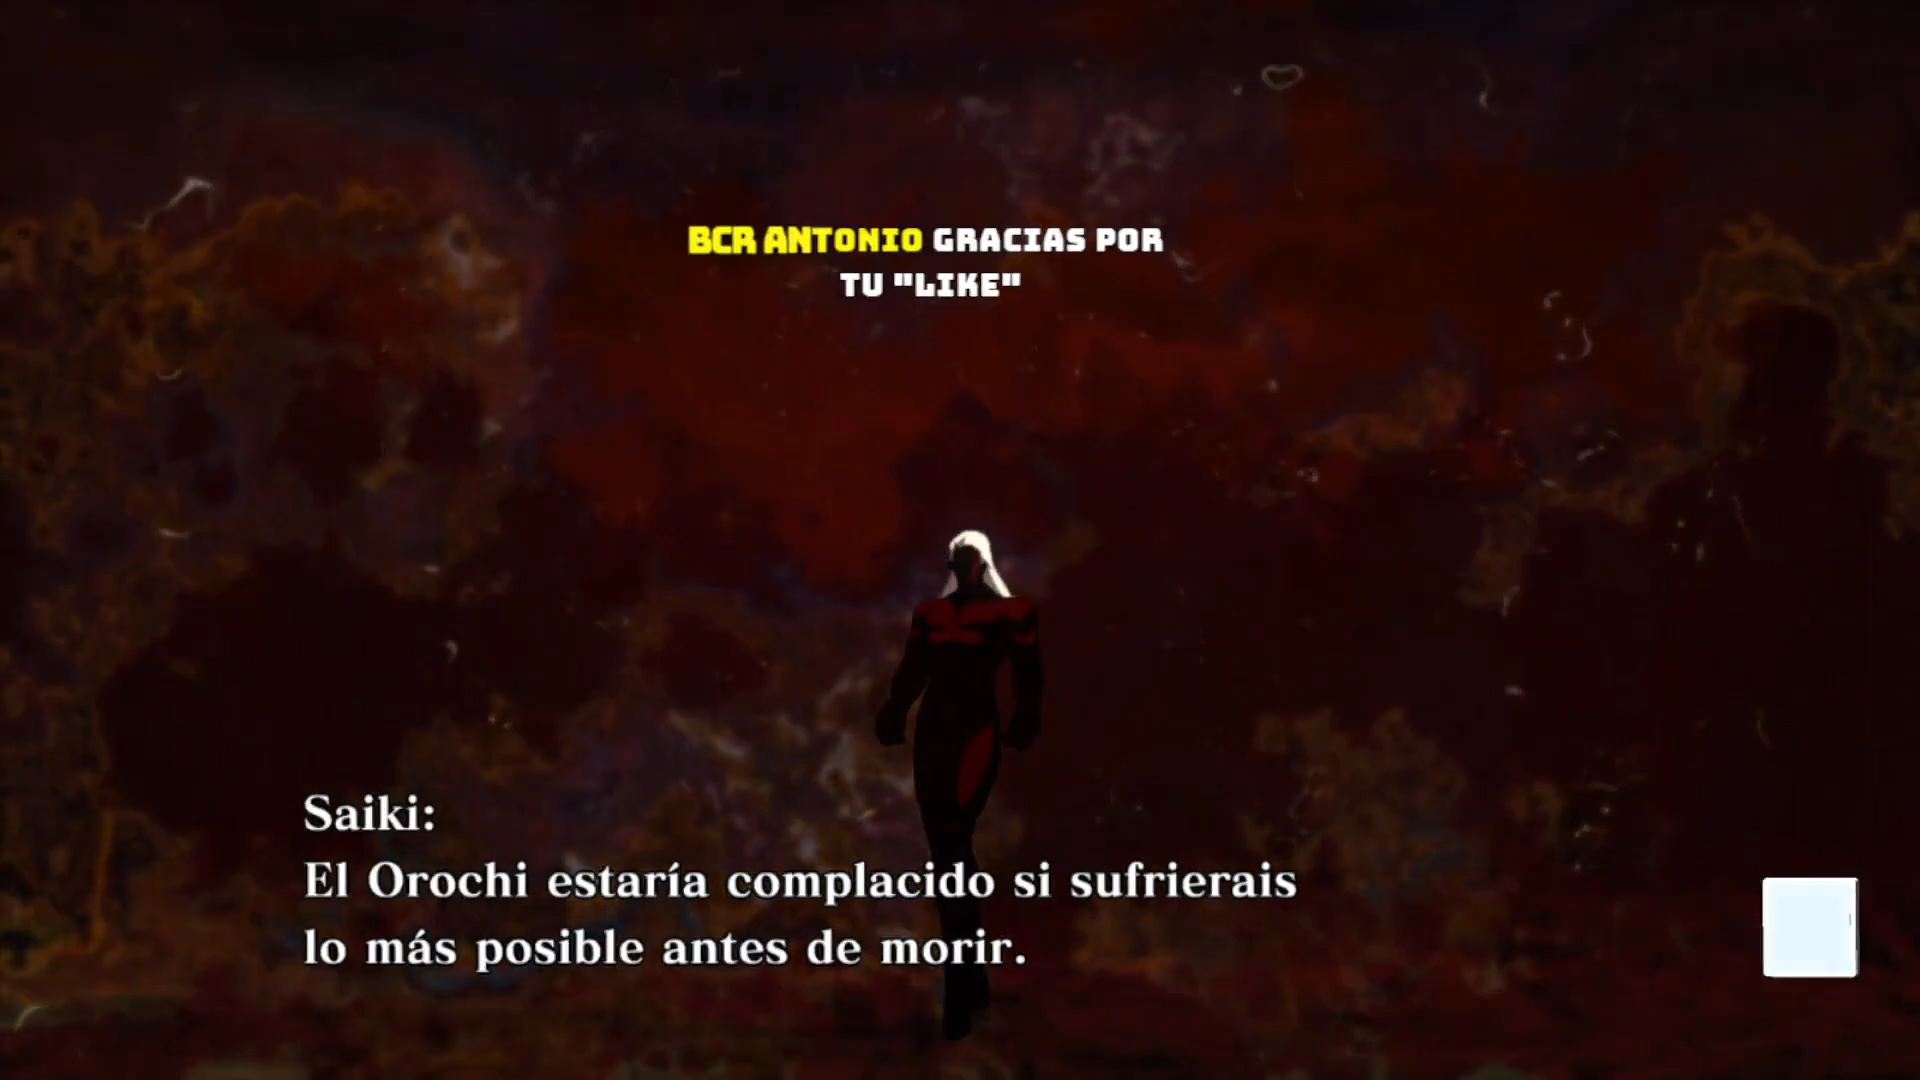 BCR ANTONIO GRACIAS POR
TU "LIKE"
Saiki:
El Orochi estaría complacido si sufrierais
lo más posible antes de morir.